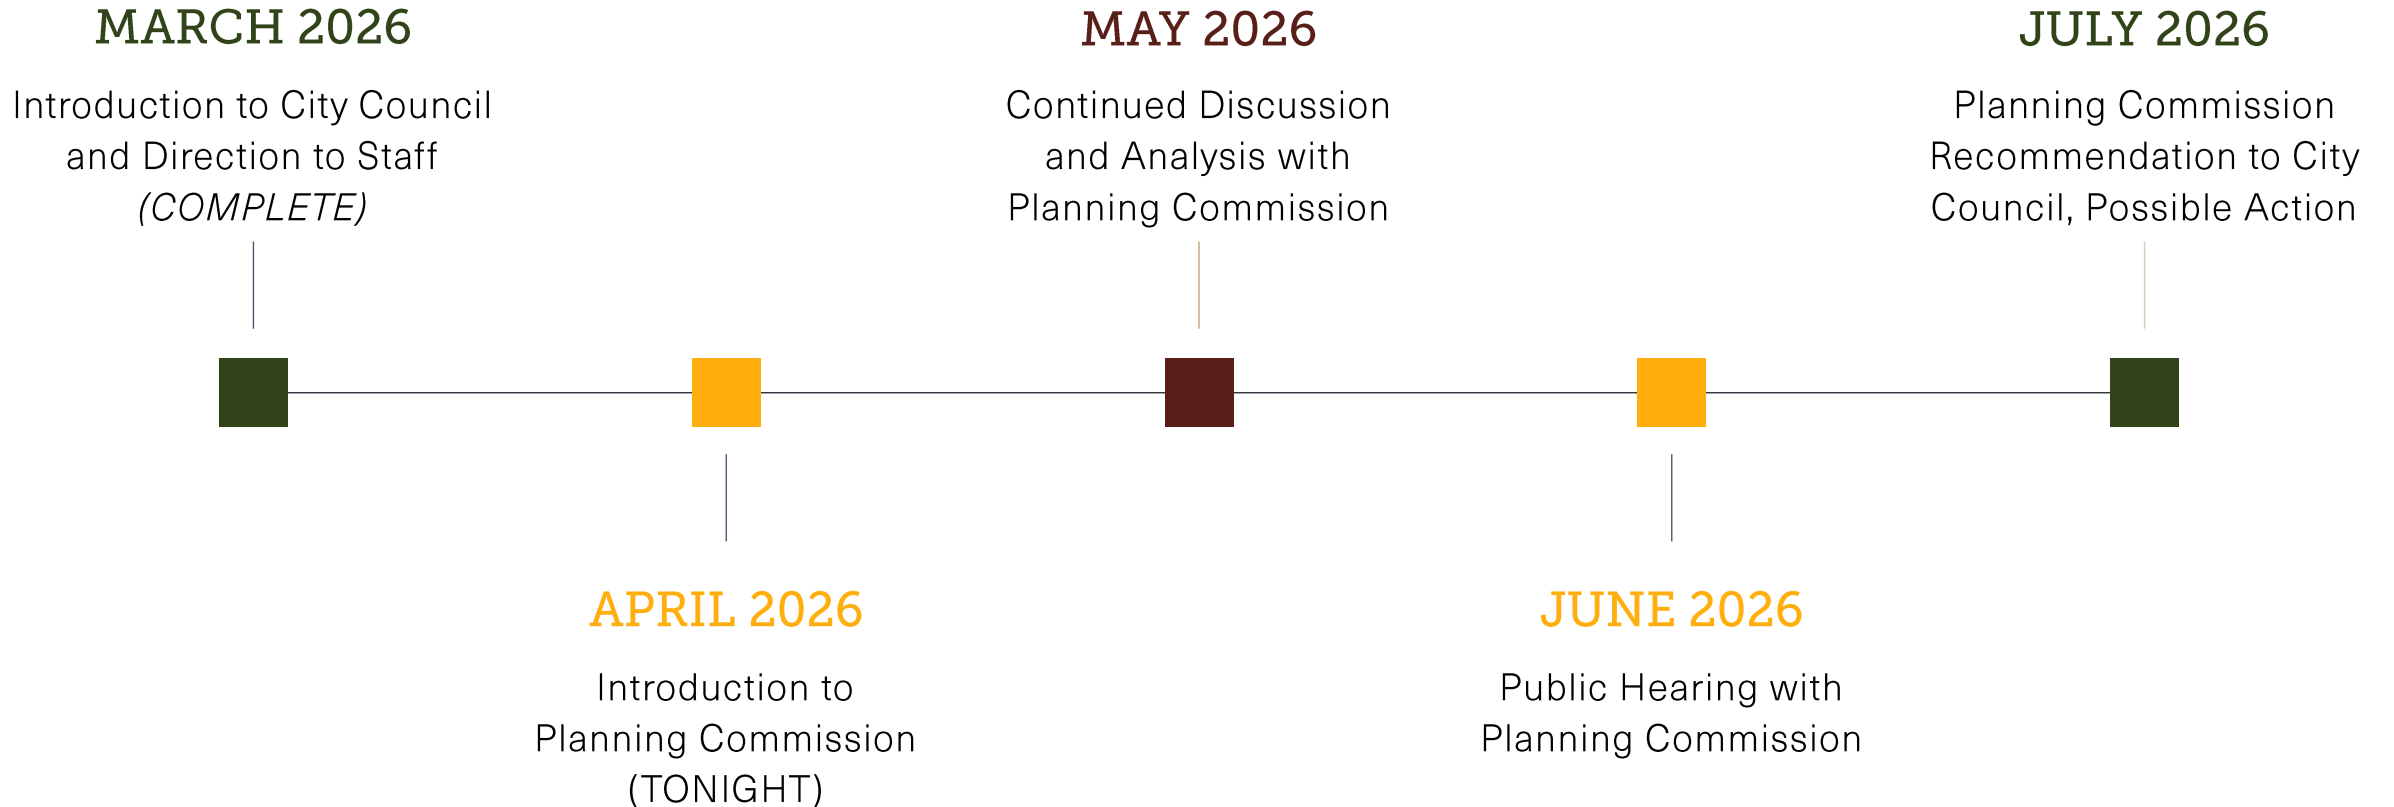 MARCH 2026
Introduction to City Council
and Direction to Staff
(COMPLETE)
APRIL 2026
Introduction to
Planning Commission
(TONIGHT)
MAY 2026
Continued Discussion
and Analysis with
Planning Commission
JUNE 2026
Public Hearing with
Planning Commission
JULY 2026
Planning Commission
Recommendation to City
Council, Possible Action